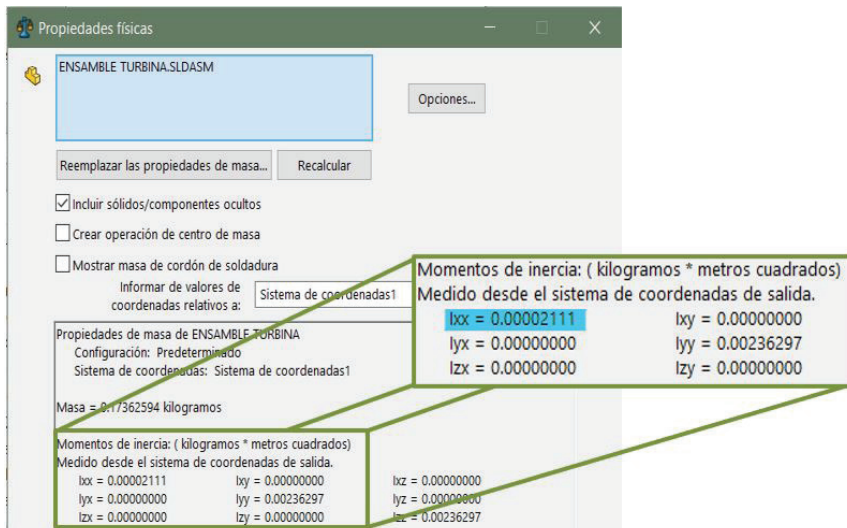 Propiedades físicas
ENSAMBLE TURBINA.SLDASM
Opciones...
Reemplazar las propiedades de masa... Recalcular
Incluir sólidos/componentes ocultos
Crear operación de centro de masa
Mostrar masa de cordón de soldadura
Informar de valores de
coordenadas relativos a: Sistema de coordenadas1
Propiedades de masa de ENSAMBLE TURBINA
Configuración: Predeterminado
Sistema de coordenadas: Sistema de coordenadas1
Masa = 0.17362594 kilogramos
Momentos de inercia: ( kilogramos * metros cuadrados)
Medido desde el sistema de coordenadas de salida.
Ixx = 0.00002111 Ixy = 0.00000000 Ixz = 0.00000000
Iyx = 0.00000000 Iyy = 0.00236297 Iyz = 0.00000000
Izx = 0.00000000 Izy = 0.00000000 Izz = 0.00236297
Momentos de inercia: ( kilogramos * metros cuadrados)
Medido desde el sistema de coordenadas de salida.
Ixx = 0.00002111 Ixy = 0.00000000
Iyx = 0.00000000 Iyy = 0.00236297
Izx = 0.00000000 Izy = 0.00000000